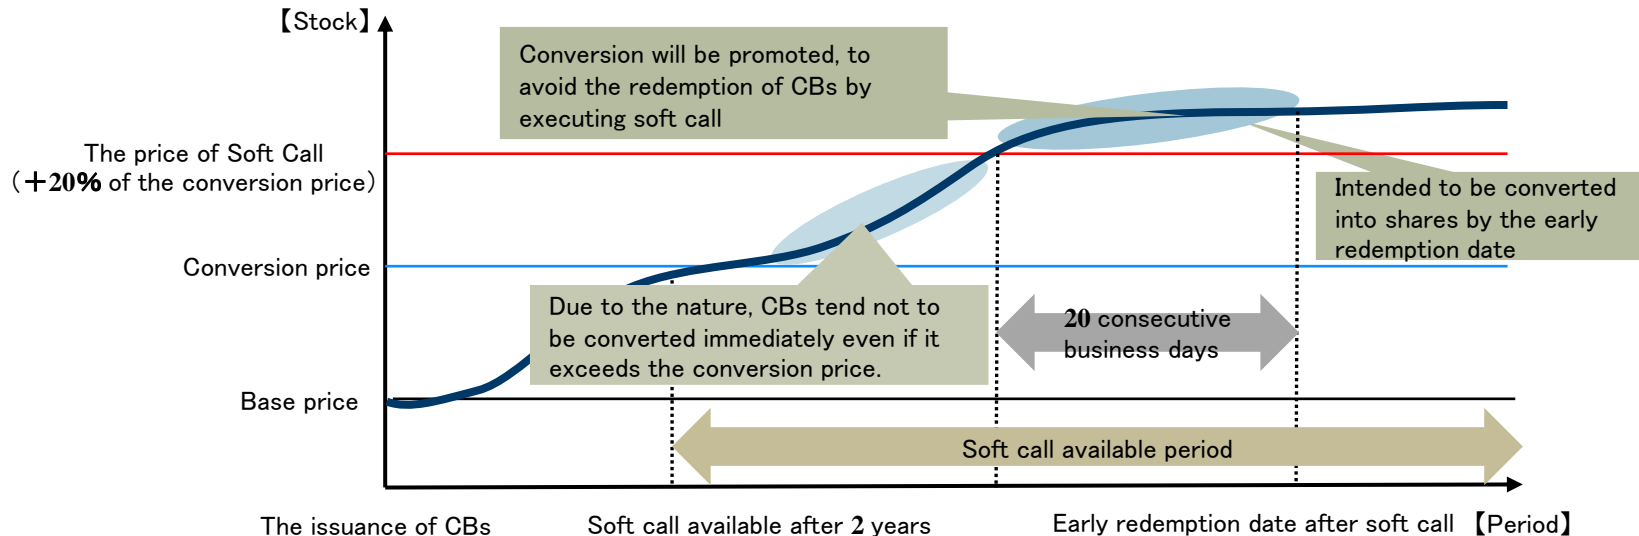 【Stock】
Conversion will be promoted, to
avoid the redemption of CBs by
executing soft call
The price of Soft Call
（＋20% of the conversion price）
Intended to be converted
into shares by the early
redemption date
Conversion price
Due to the nature, CBs tend not to
be converted immediately even if it
exceeds the conversion price.
20 consecutive
business days
Base price
Soft call available period
The issuance of CBs
Soft call available after 2 years
Early redemption date after soft call
【Period】